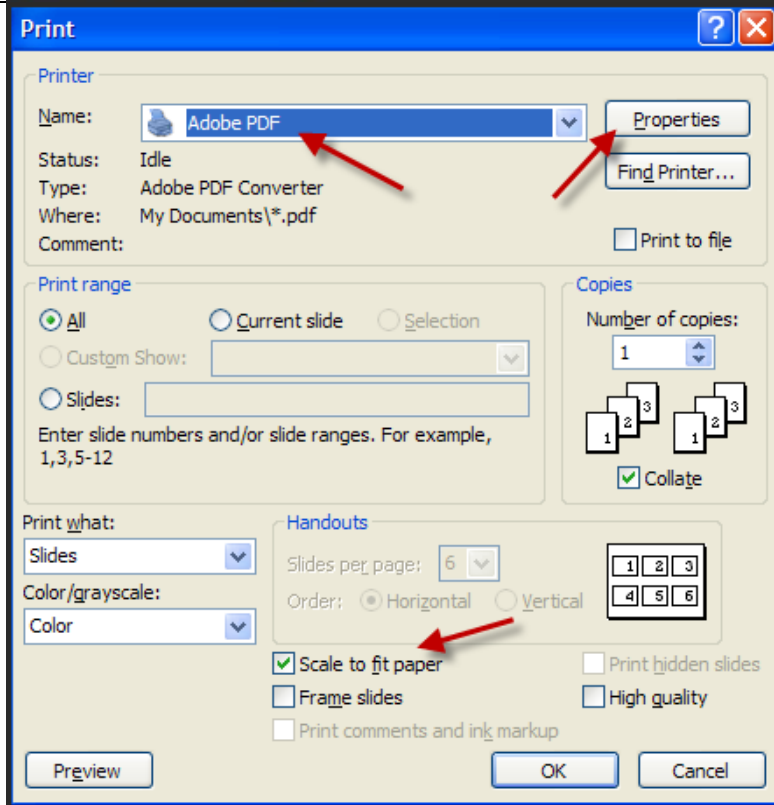 Print
Printer
Name: Adobe PDF Properties
Status: Idle Find Printer...
Type: Adobe PDF Converter
Where: My Documents\*.pdf
Comment: Print to file
Print range
All Current slide Selection
Custom Show:
Slides:
Enter slide numbers and/or slide ranges. For example,
1,3,5-12
Copies
Number of copies:
1
1 2 3 1 2 3
Collate
Print what:
Slides
Color/grayscale:
Color
Handouts
Slides per page: 6
Order: Horizontal Vertical
1 2 3
4 5 6
Scale to fit paper Print hidden slides
Frame slides High quality
Print comments and ink markup
Preview OK Cancel